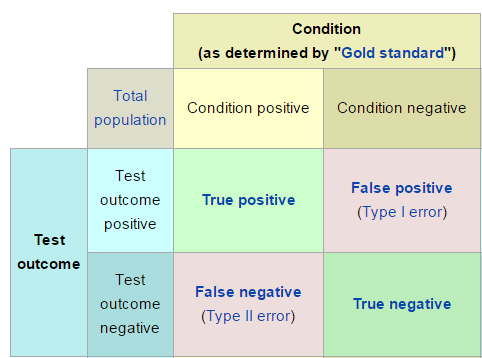 Condition
(as determined by "Gold standard")
Total
population
Condition positive
Condition negative
Test
outcome
Test
outcome
positive
True positive
False positive
(Type I error)
Test
outcome
negative
False negative
(Type II error)
True negative